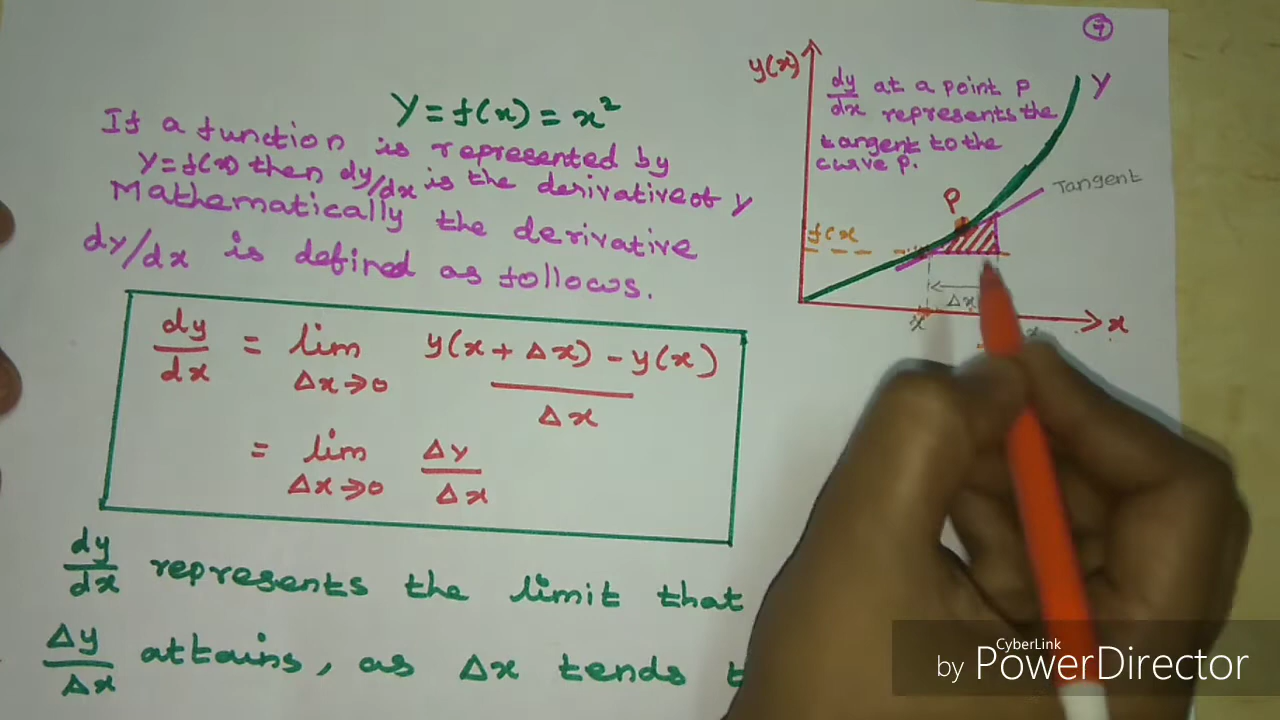 7
Y = f(x) = x²
If a function is represented by
Y = f(x) then dy/dx is the derivative of y
Mathematically the derivative
dy/dx is defined as follows.
dy/dx = lim Δx→0 y(x + Δx) - y(x) / Δx
= lim Δx→0 Δy / Δx
dy/dx represents the limit that
Δy/Δx attains, as Δx tends
y(x)
dy/dx at a point P
represents the
tangent to the
curve P.
Y
Tangent
P
f(x
Δx
x
x
by CyberLink PowerDirector